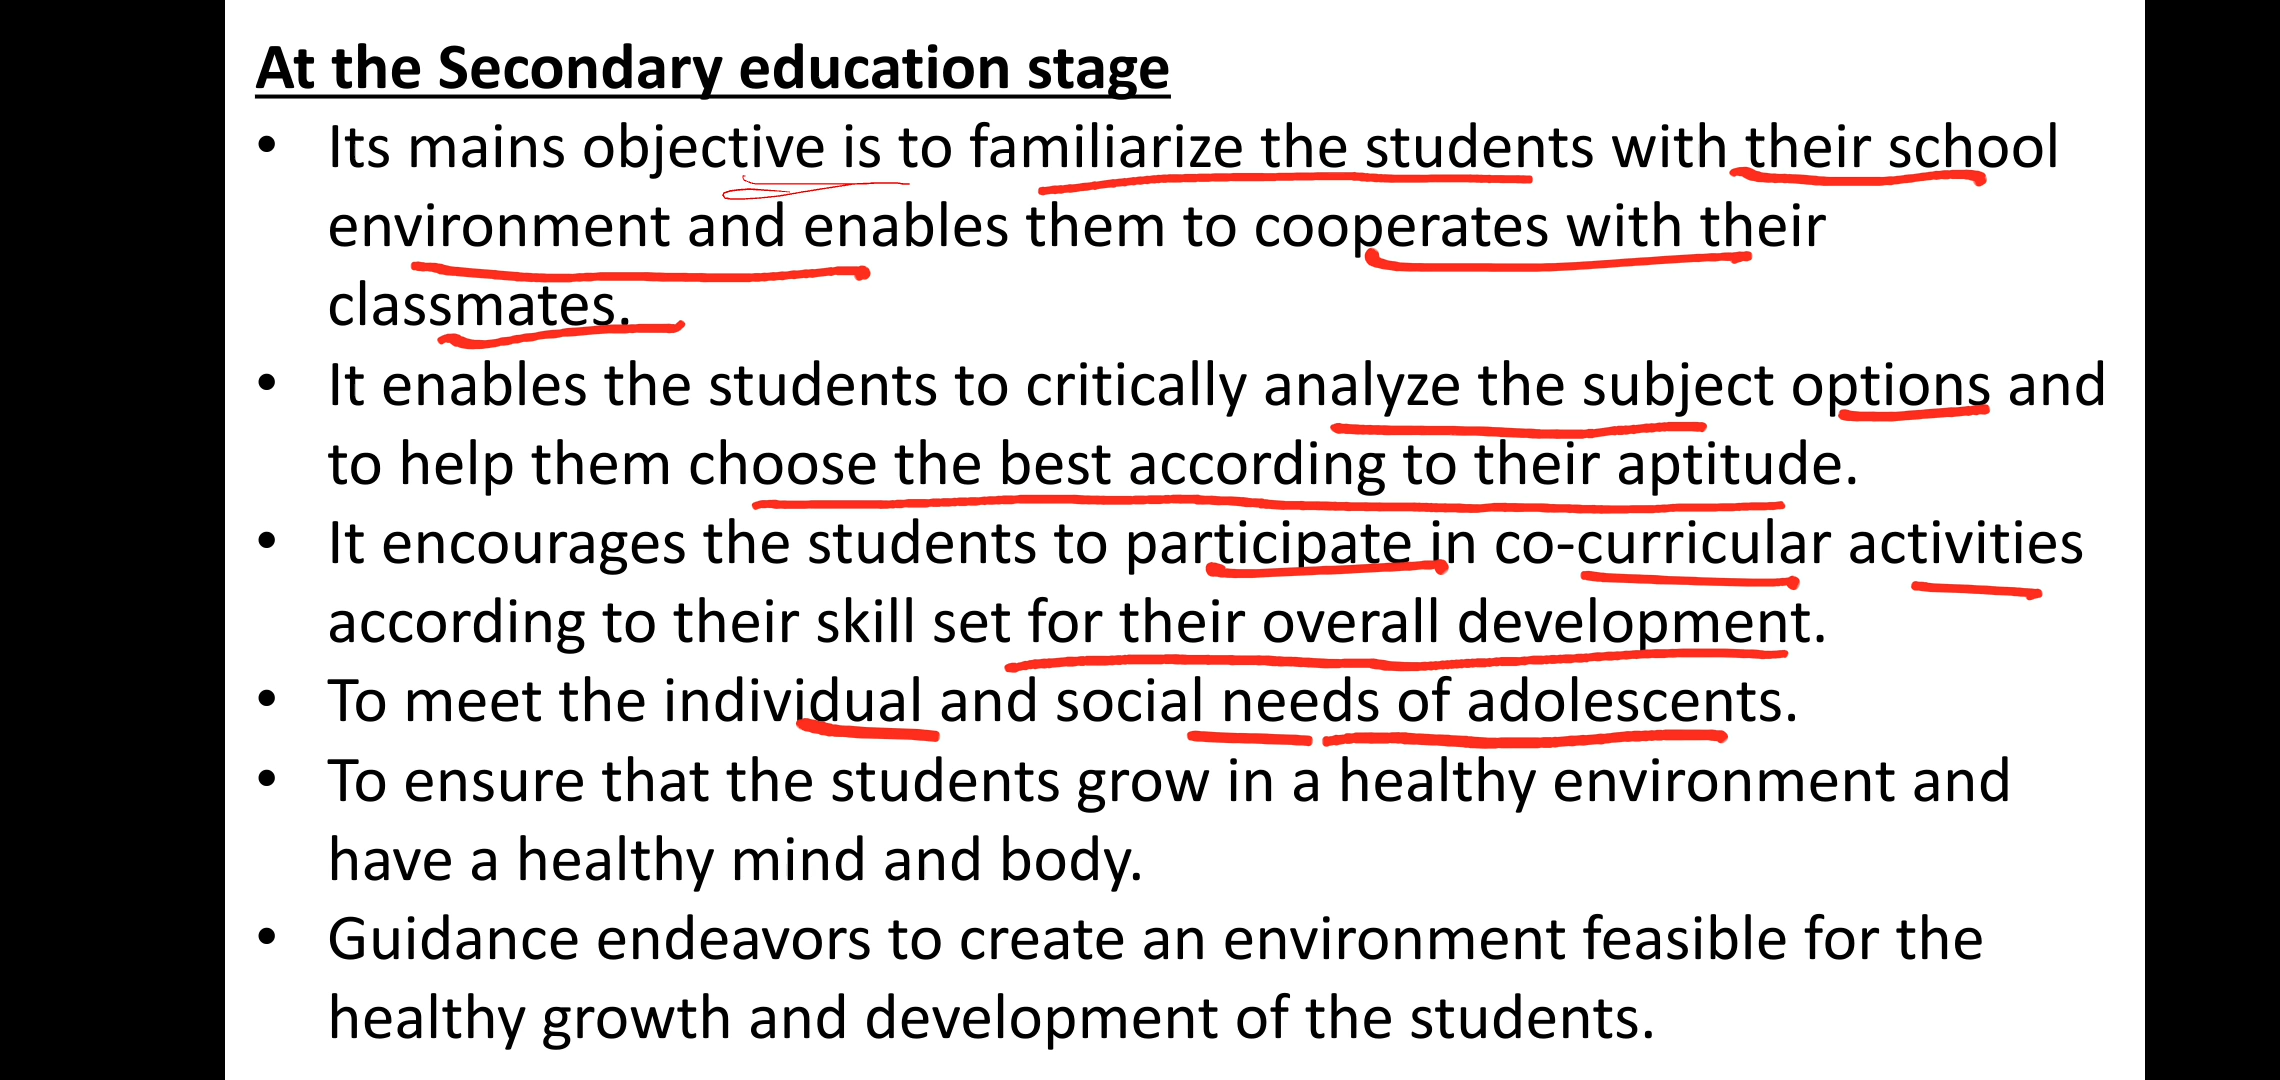 At the Secondary education stage
• Its mains objective is to familiarize the students with their school
environment and enables them to cooperates with their
classmates.
• It enables the students to critically analyze the subject options and
to help them choose the best according to their aptitude.
• It encourages the students to participate in co-curricular activities
according to their skill set for their overall development.
• To meet the individual and social needs of adolescents.
• To ensure that the students grow in a healthy environment and
have a healthy mind and body.
• Guidance endeavors to create an environment feasible for the
healthy growth and development of the students.